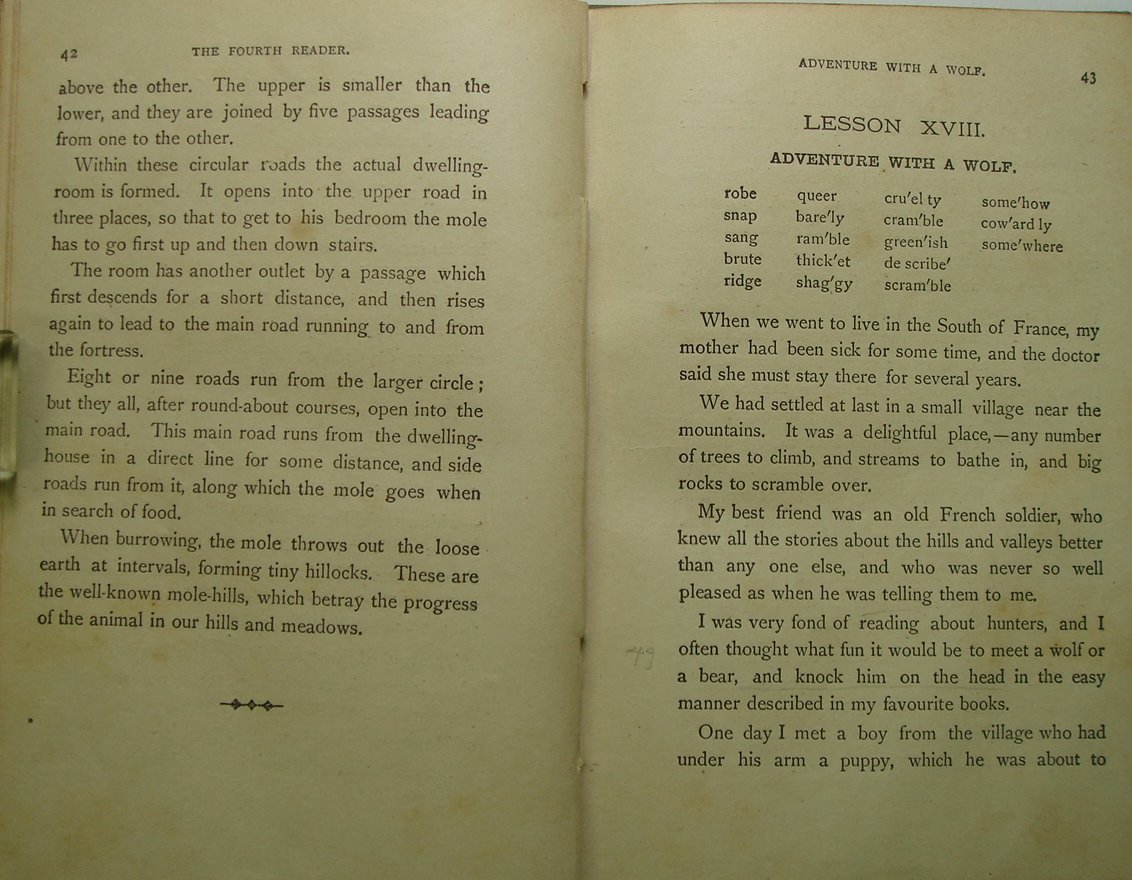 42
THE FOURTH READER.
above the other. The upper is smaller than the
lower, and they are joined by five passages leading
from one to the other.
Within these circular roads the actual dwelling-
room is formed. It opens into the upper road in
three places, so that to get to his bedroom the mole
has to go first up and then down stairs.
The room has another outlet by a passage which
first descends for a short distance, and then rises
again to lead to the main road running to and from
the fortress.
Eight or nine roads run from the larger circle;
but they all, after round-about courses, open into the
main road. This main road runs from the dwelling-
house in a direct line for some distance, and side
roads run from it, along which the mole goes when
in search of food.
When burrowing, the mole throws out the loose
earth at intervals, forming tiny hillocks. These are
the well-known mole-hills, which betray the progress
of the animal in our hills and meadows.
ADVENTURE WITH A WOLF.
43
LESSON XVIII.
ADVENTURE WITH A WOLF.
robe queer cru'el ty some'how
snap bare'ly cram'ble cow'ard ly
sang ram'ble green'ish some'where
brute thick'et de scribe'
ridge shag'gy scram'ble
When we went to live in the South of France, my
mother had been sick for some time, and the doctor
said she must stay there for several years.
We had settled at last in a small village near the
mountains. It was a delightful place,—any number
of trees to climb, and streams to bathe in, and big
rocks to scramble over.
My best friend was an old French soldier, who
knew all the stories about the hills and valleys better
than any one else, and who was never so well
pleased as when he was telling them to me.
I was very fond of reading about hunters, and I
often thought what fun it would be to meet a wolf or
a bear, and knock him on the head in the easy
manner described in my favourite books.
One day I met a boy from the village who had
under his arm a puppy, which he was about to